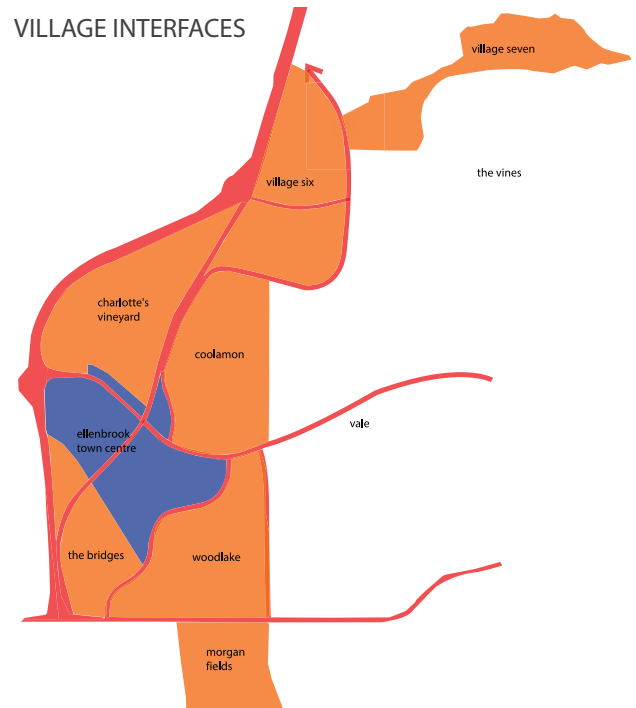 VILLAGE INTERFACES
village seven
the vines
village six
charlotte's
vineyard
coolamon
vale
ellenbrook
town centre
the bridges
woodlake
morgan
fields